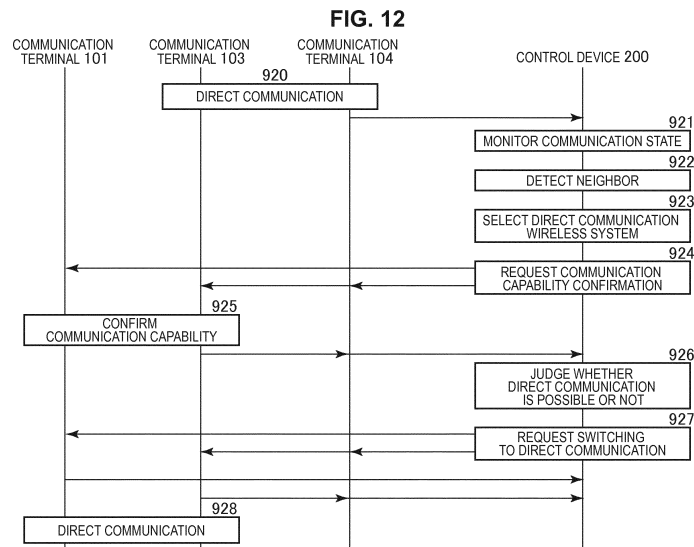 FIG. 12
COMMUNICATION
TERMINAL 101
COMMUNICATION
TERMINAL 103
COMMUNICATION
TERMINAL 104
CONTROL DEVICE 200
920
DIRECT COMMUNICATION
921
MONITOR COMMUNICATION STATE
922
DETECT NEIGHBOR
923
SELECT DIRECT COMMUNICATION
WIRELESS SYSTEM
924
REQUEST COMMUNICATION
CAPABILITY CONFIRMATION
925
CONFIRM
COMMUNICATION CAPABILITY
926
JUDGE WHETHER
DIRECT COMMUNICATION
IS POSSIBLE OR NOT
927
REQUEST SWITCHING
TO DIRECT COMMUNICATION
928
DIRECT COMMUNICATION